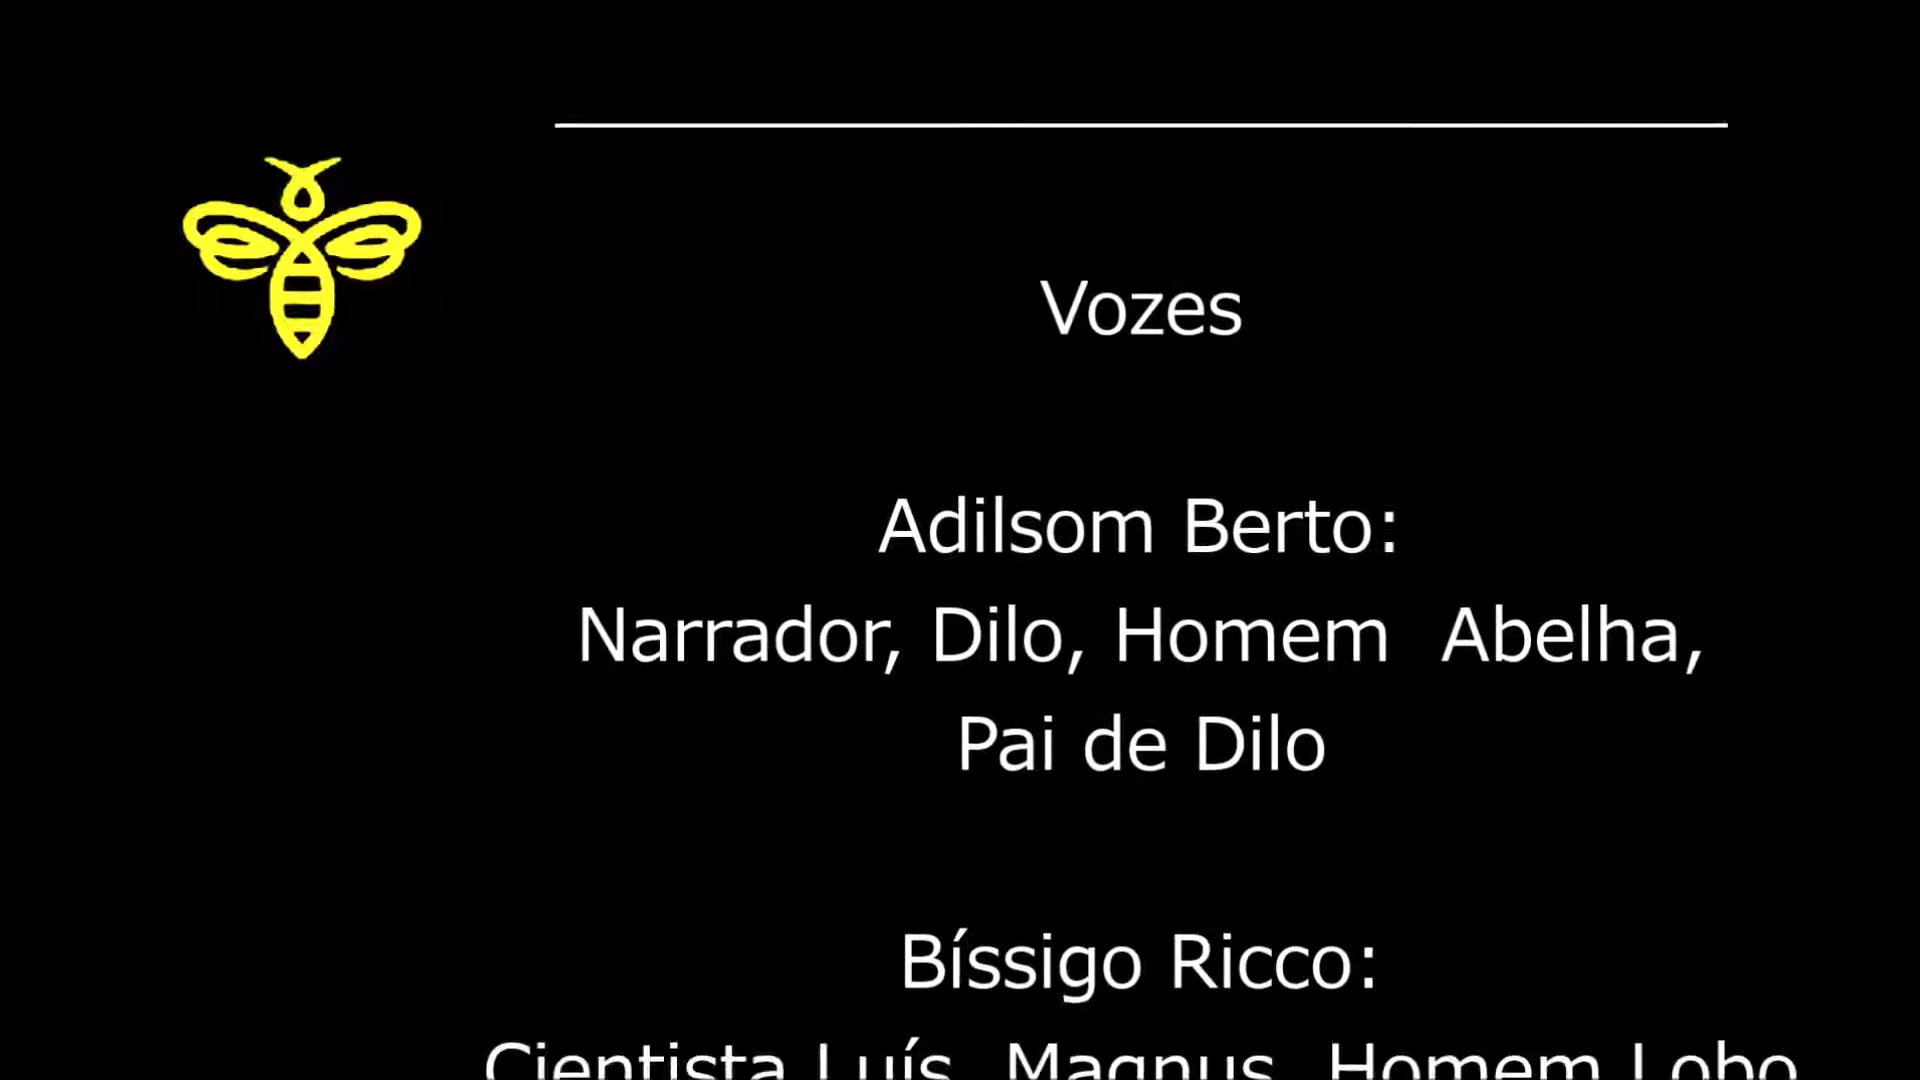 Vozes
Adilsom Berto:
Narrador, Dilo, Homem  Abelha,
Pai de Dilo
Bíssigo Ricco:
Cientista Luís, Magnus, Homem Lobo